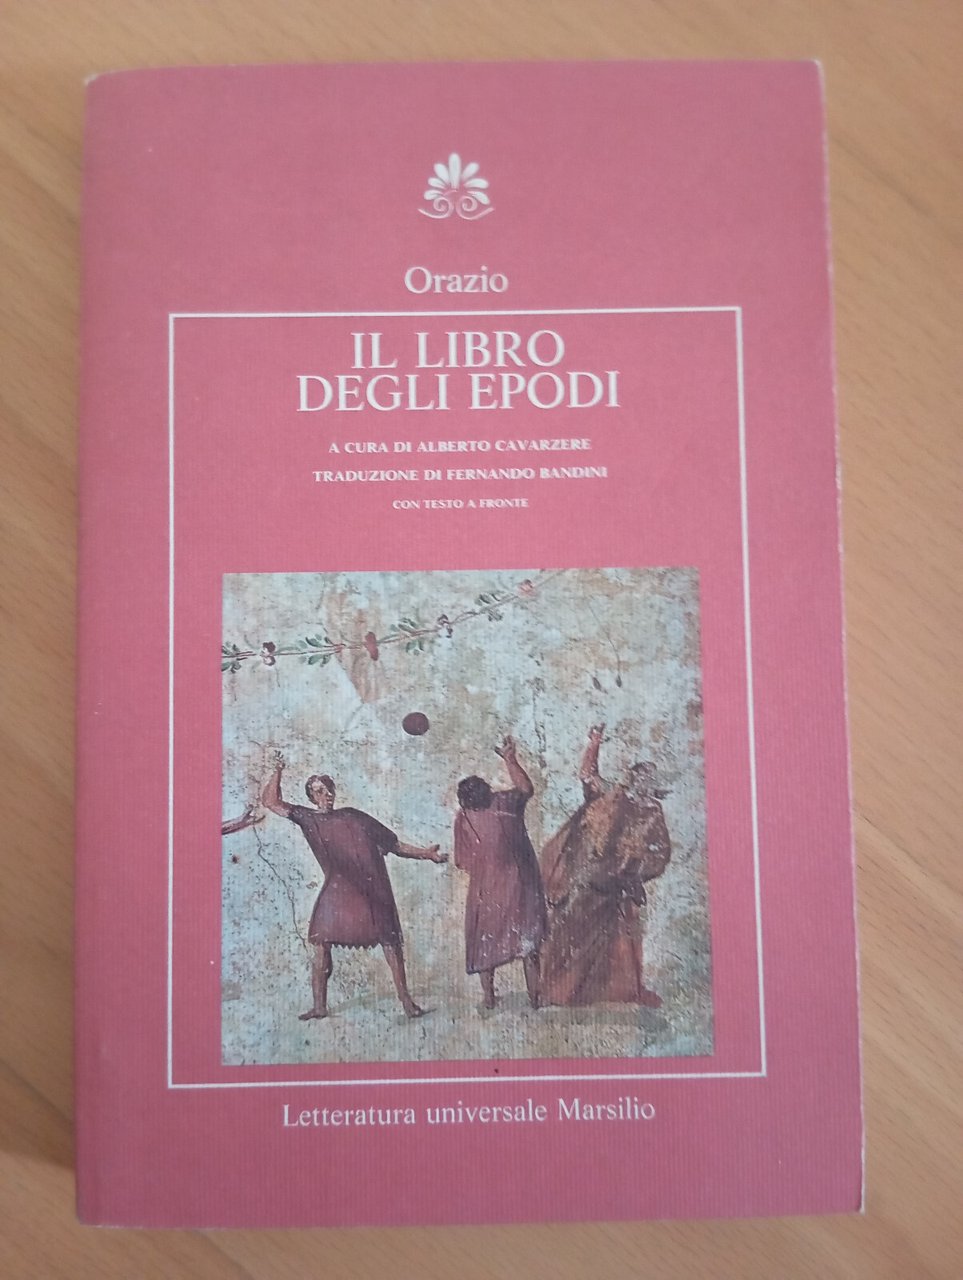 Orazio
IL LIBRO
DEGLI EPODI
A CURA DI ALBERTO CAVARZERE
TRADUZIONE DI FERNANDO BANDINI
CON TESTO A FRONTE
Letteratura universale Marsilio